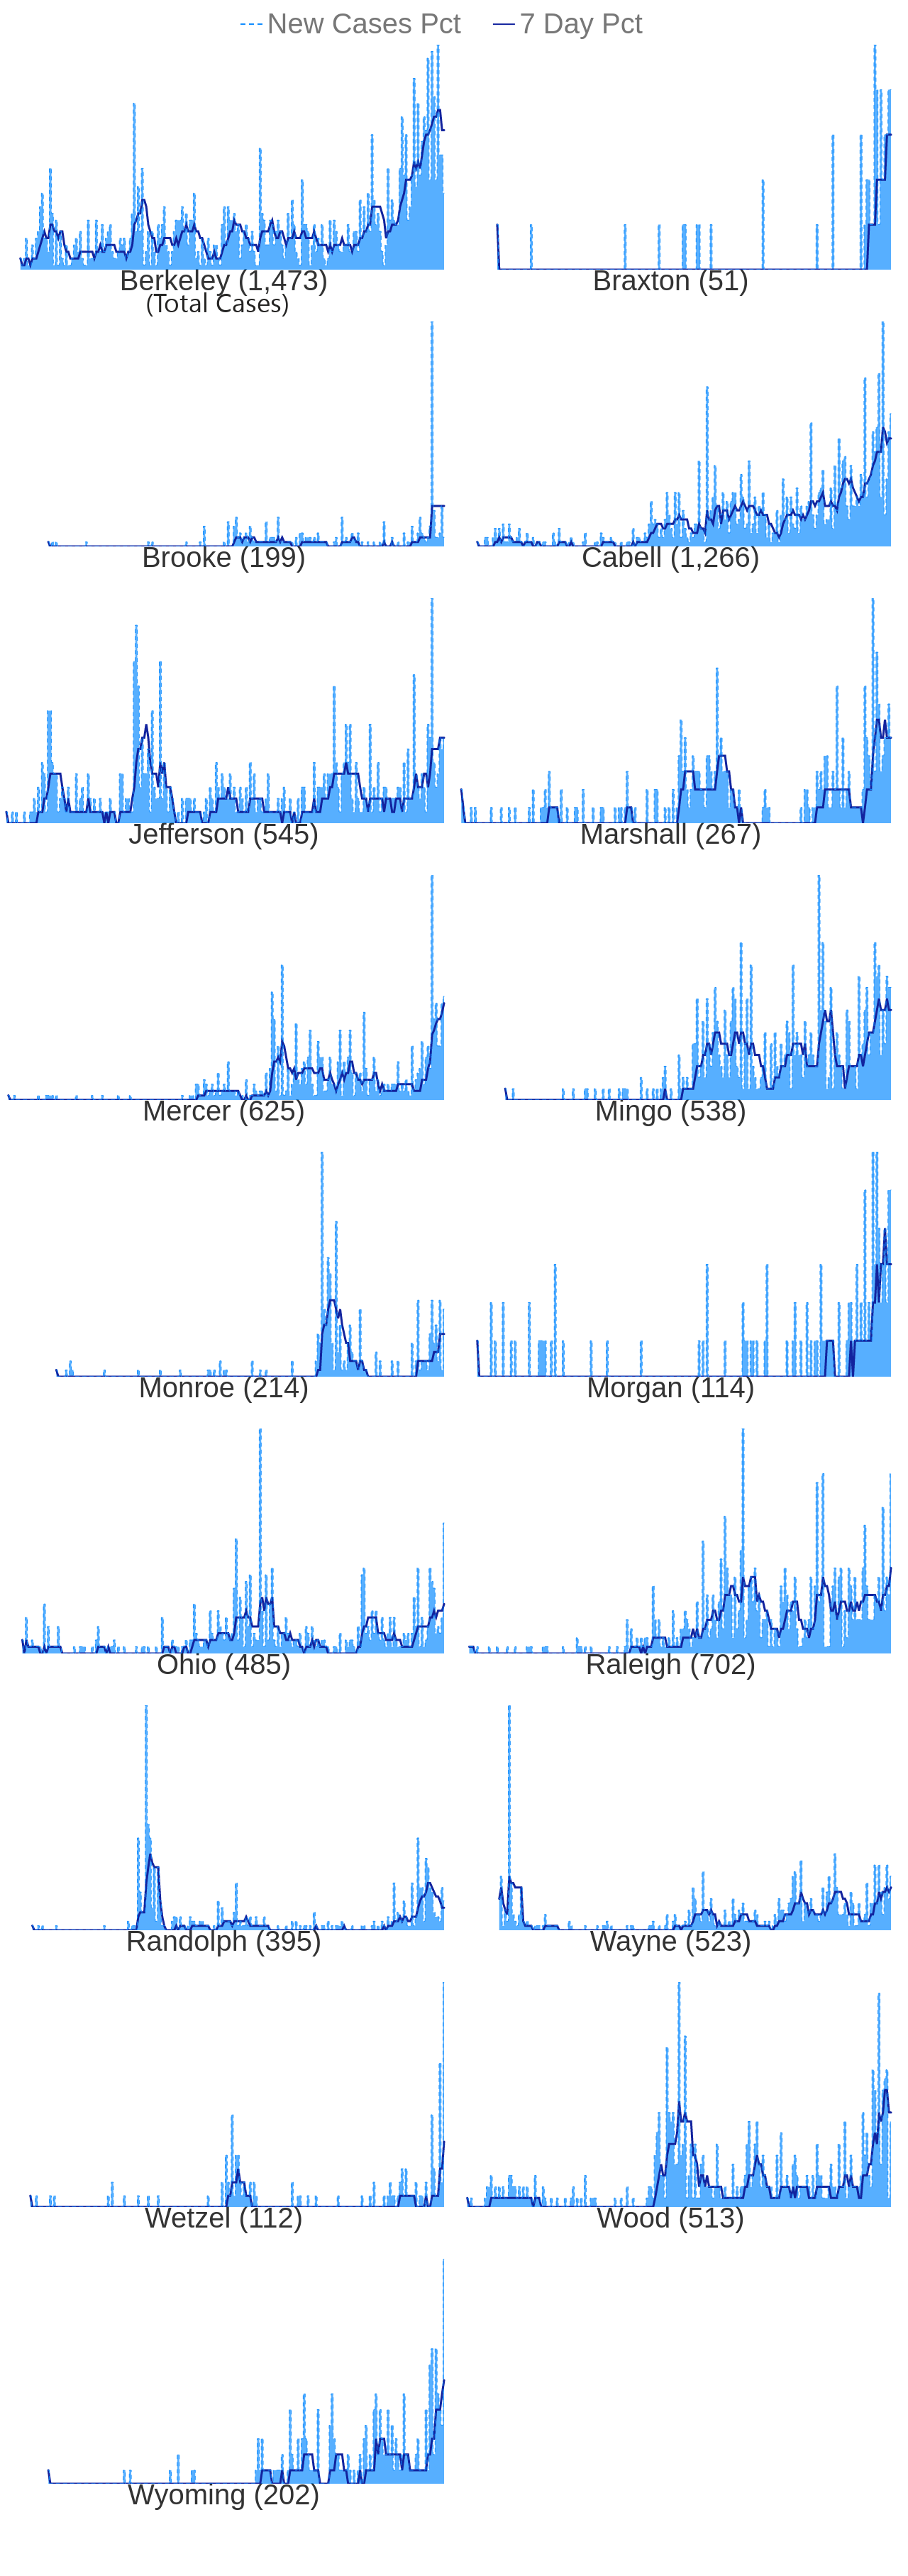 New Cases Pct 7 Day Pct
Berkeley (1,473) Braxton (51)
(Total Cases)
Brooke (199) Cabell (1,266)
Jefferson (545) Marshall (267)
Mercer (625) Mingo (538)
Monroe (214) Morgan (114)
Ohio (485) Raleigh (702)
Randolph (395) Wayne (523)
Wetzel (112) Wood (513)
Wyoming (202)